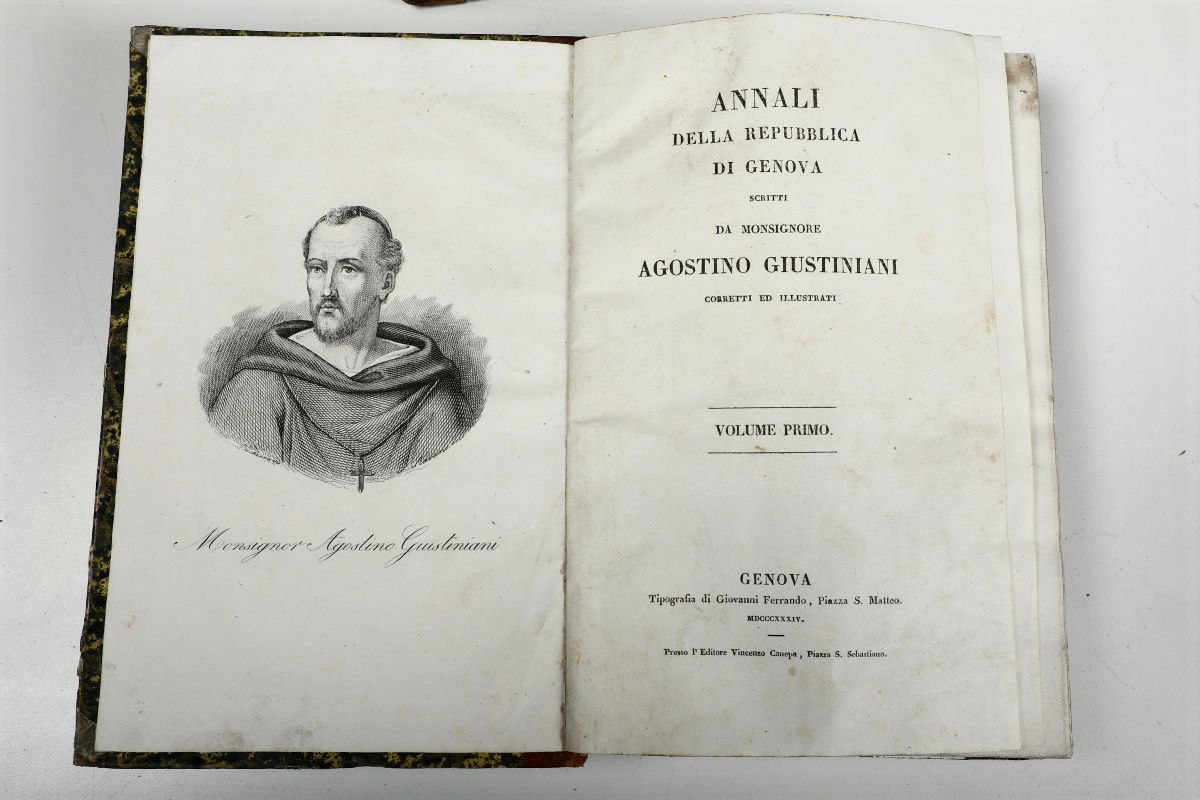 Monsignor Agostino Giustiniani
ANNALI
DELLA REPUBBLICA
DI GENOVA
SCRITTI
DA MONSIGNORE
AGOSTINO GIUSTINIANI
CORRETTI ED ILLUSTRATI
VOLUME PRIMO.
GENOVA
Tipografia di Giovanni Ferrando, Piazza S. Matteo.
MDCCCXXXIV.
Presso l' Editore Vincenzo Canepa, Piazza S. Sebastiano.